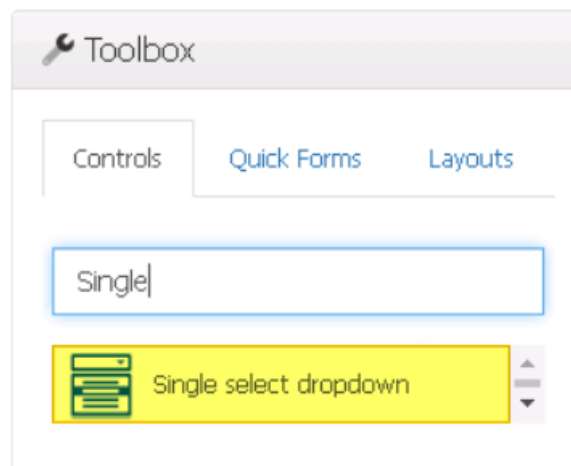 Toolbox
Controls Quick Forms Layouts
Single
Single select dropdown